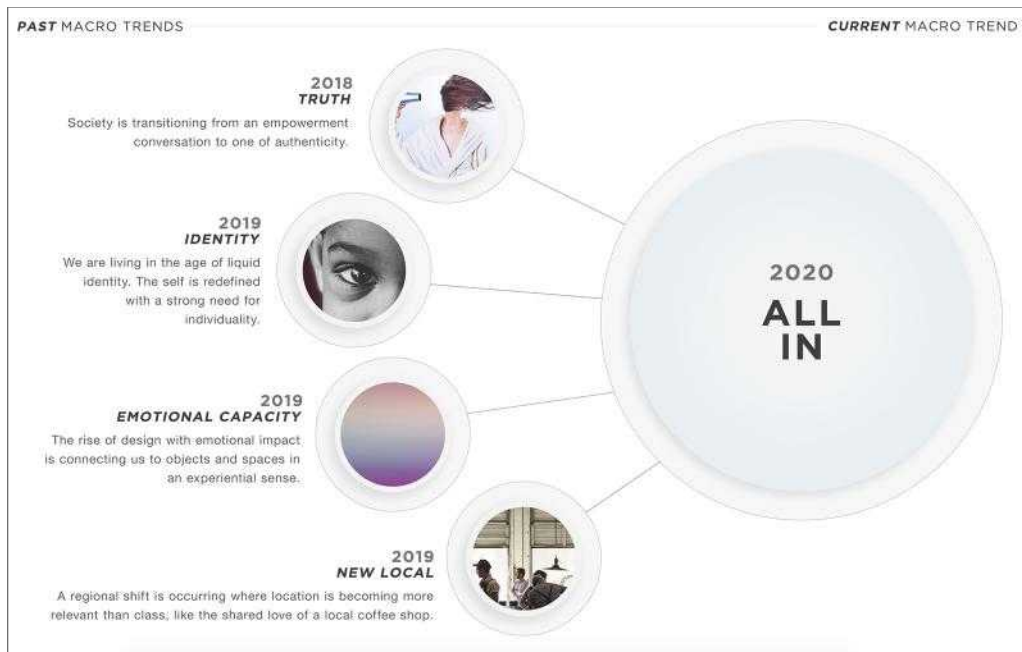 PAST MACRO TRENDS
CURRENT MACRO TREND
2018
TRUTH
Society is transitioning from an empowerment
conversation to one of authenticity.
2019
IDENTITY
We are living in the age of liquid
identity. The self is redefined
with a strong need for
individuality.
2019
EMOTIONAL CAPACITY
The rise of design with emotional impact
is connecting us to objects and spaces in
an experiential sense.
2019
NEW LOCAL
A regional shift is occurring where location is becoming more
relevant than class, like the shared love of a local coffee shop.
2020
ALL
IN